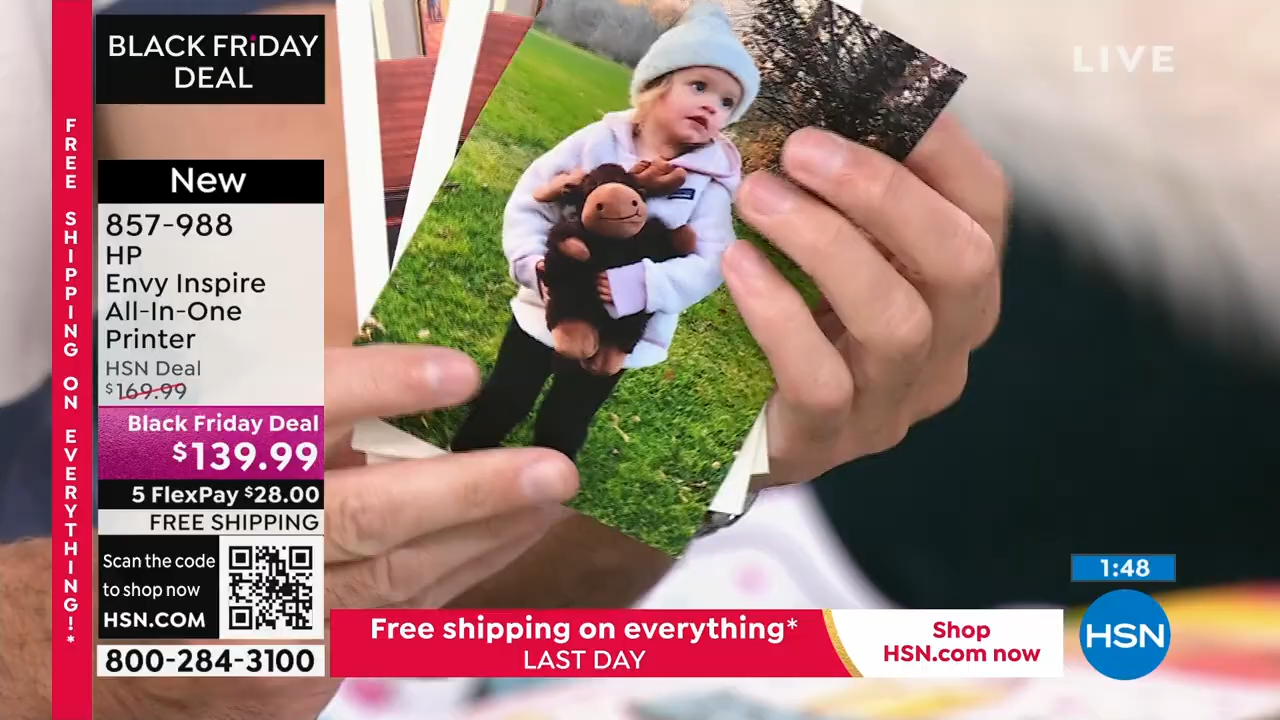 FREE SHIPPING ON EVERYTHING!*
BLACK FRiDAY
DEAL
New
857-988
HP
Envy Inspire
All-In-One
Printer
HSN Deal
$169.99
Black Friday Deal
$139.99
5 FlexPay $28.00
FREE SHIPPING
Scan the code
to shop now
HSN.COM
800-284-3100
Free shipping on everything*
LAST DAY
Shop
HSN.com now
LIVE
1:48
HSN